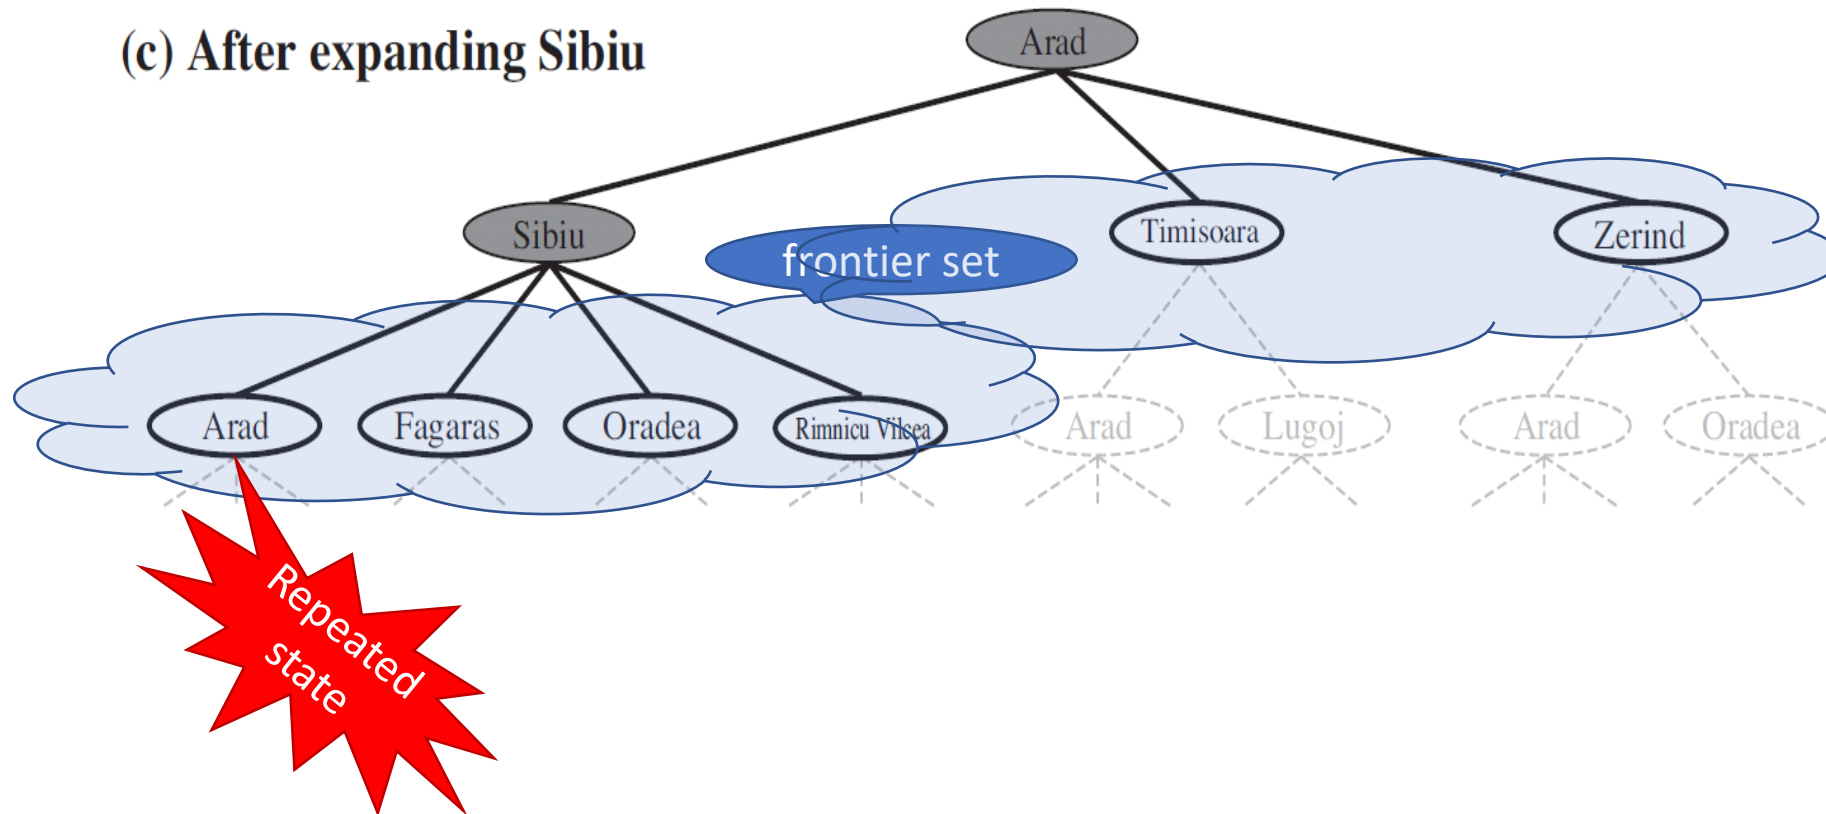 (c) After expanding Sibiu
Arad
Sibiu
frontier set
Timisoara
Zerind
Arad
Fagaras
Oradea
Rimnicu Vilcea
Arad
Lugoj
Arad
Oradea
Repeated
state